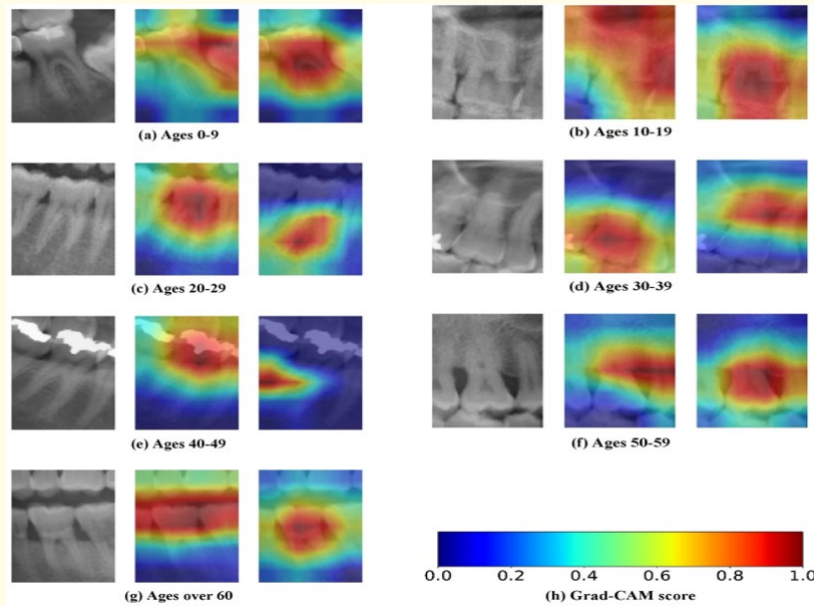 (a) Ages 0-9
(b) Ages 10-19
(c) Ages 20-29
(d) Ages 30-39
(e) Ages 40-49
(f) Ages 50-59
0.0 0.2 0.4 0.6 0.8 1.0
(g) Ages over 60
(h) Grad-CAM score